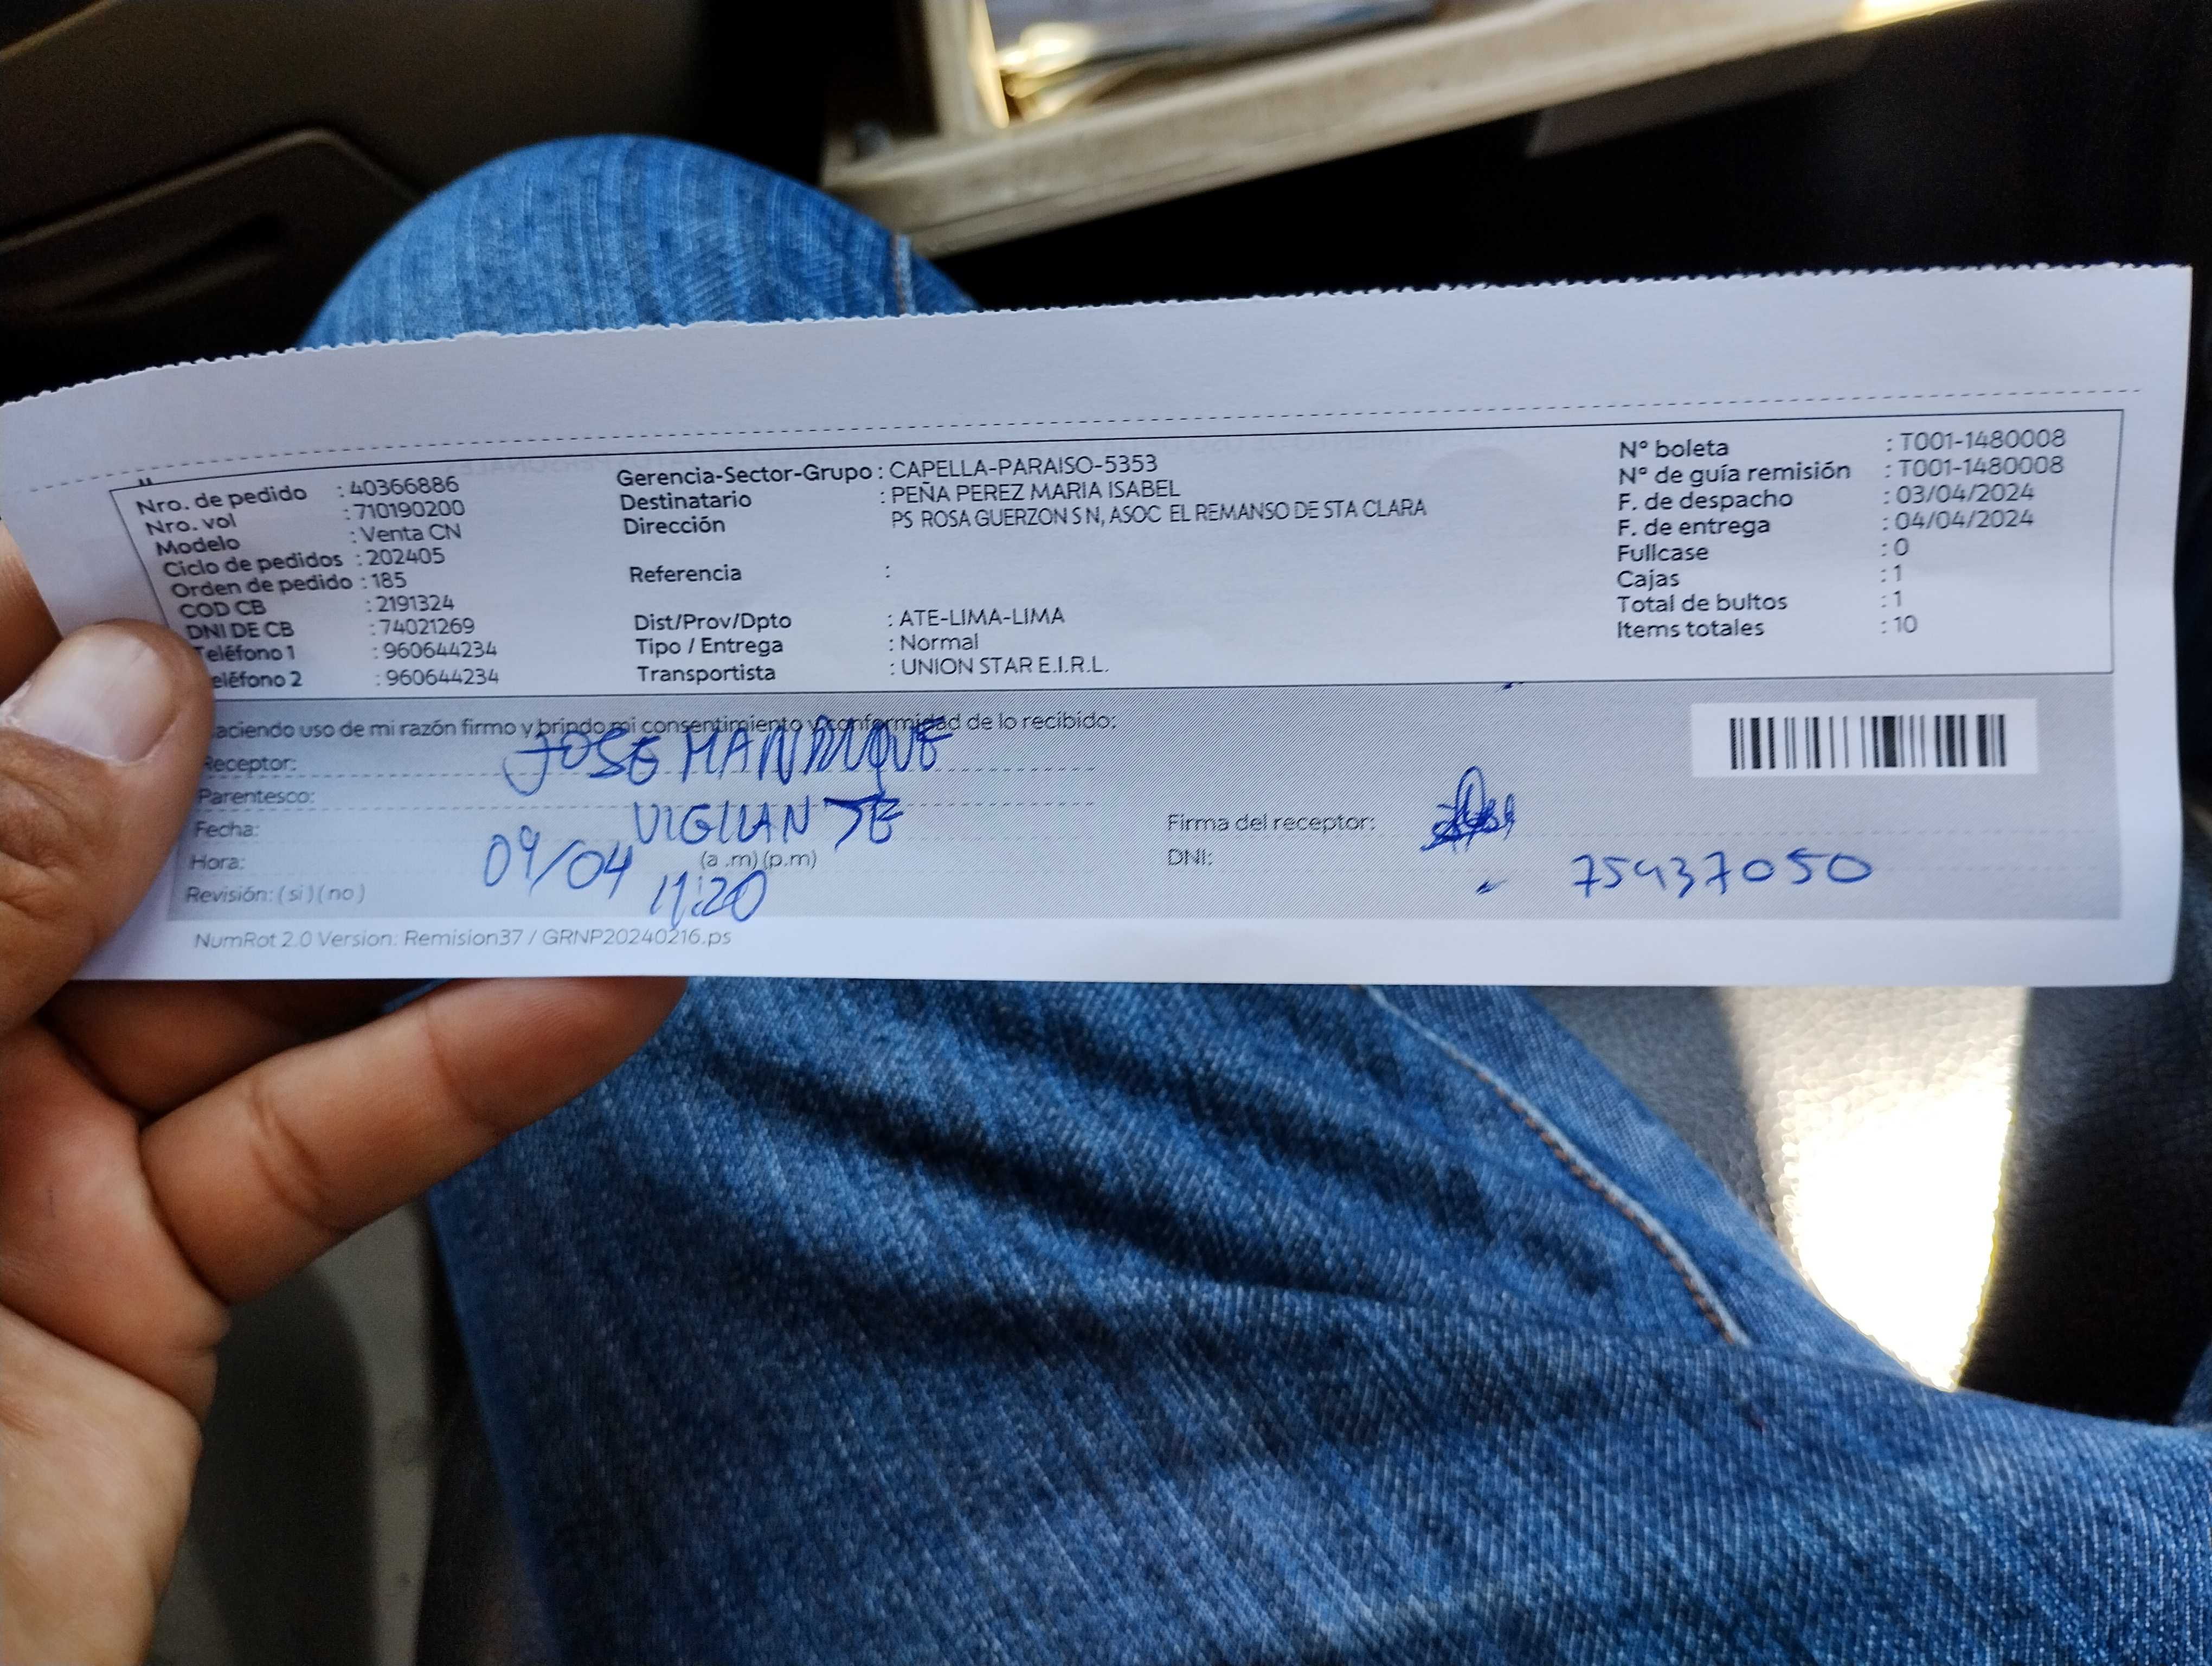 Nro. de pedido : 40366886
Nro. vol : 710190200
Modelo : Venta CN
Ciclo de pedidos : 202405
Orden de pedido : 185
COD CB : 2191324
DNI DE CB : 74021269
Teléfono 1 : 960644234
eléfono 2 : 960644234
Gerencia-Sector-Grupo : CAPELLA-PARAISO-5353
Destinatario : PEÑA PEREZ MARIA ISABEL
Dirección PS ROSA GUERZON S N, ASOC EL REMANSO DE STA CLARA
Referencia :
Dist/Prov/Dpto : ATE-LIMA-LIMA
Tipo / Entrega : Normal
Transportista : UNION STAR E.I.R.L.
N° boleta : T001-1480008
N° de guía remisión : T001-1480008
F. de despacho : 03/04/2024
F. de entrega : 04/04/2024
Fullcase : 0
Cajas : 1
Total de bultos : 1
Items totales : 10
aciendo uso de mi razón firmo y brindo mi consentimiento y conformidad de lo recibido:
Receptor: JOSE
Parentesco: VIGILANTE
Fecha: 09/04
Hora: (a .m) (p.m) 11:20
Revisión: ( si ) ( no )
Firma del receptor:
DNI: 75937050
NumRot 2.0 Version: Remision37 / GRNP20240216.ps